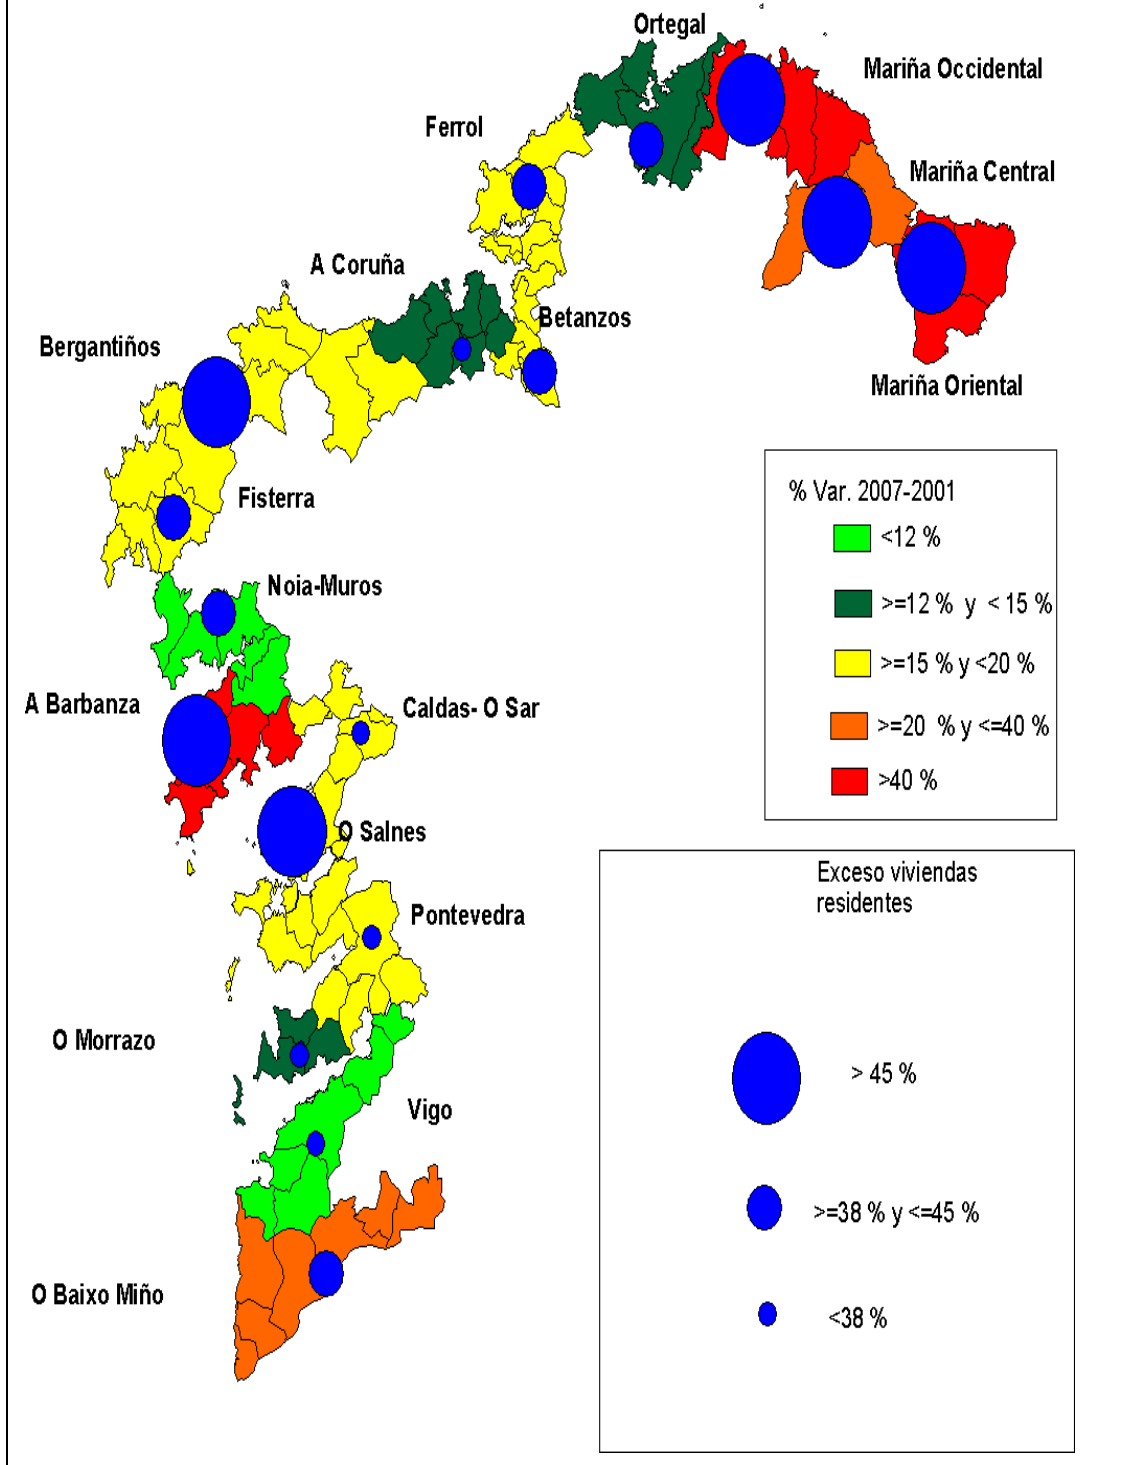 Ortegal
Mariña Occidental
Ferrol
Mariña Central
A Coruña
Betanzos
Bergantiños
Mariña Oriental
% Var. 2007-2001
<12 %
>=12 % y < 15 %
>=15 % y <20 %
>=20 % y <=40 %
>40 %
Fisterra
Noia-Muros
A Barbanza
Caldas- O Sar
O Salnes
Pontevedra
O Morrazo
Vigo
O Baixo Miño
Exceso viviendas
residentes
> 45 %
>=38 % y <=45 %
<38 %